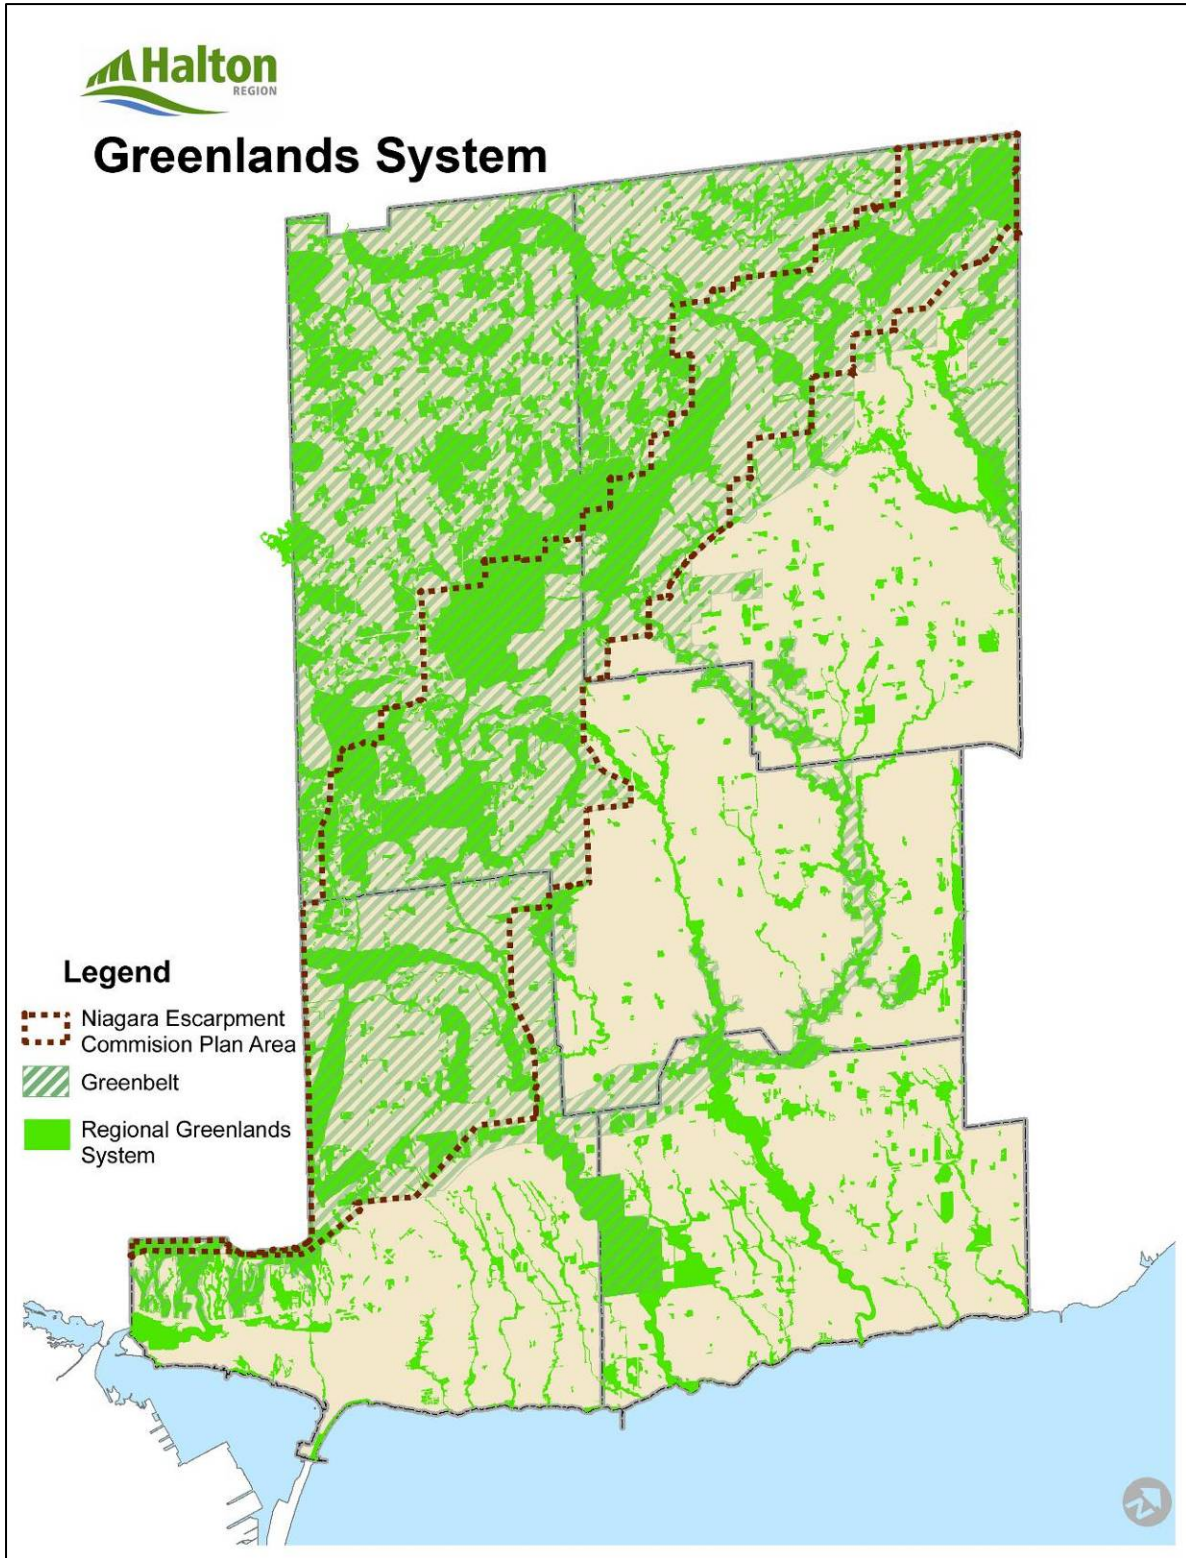 Halton
REGION
Greenlands System
Legend
Niagara Escarpment
Commision Plan Area
Greenbelt
Regional Greenlands
System
N